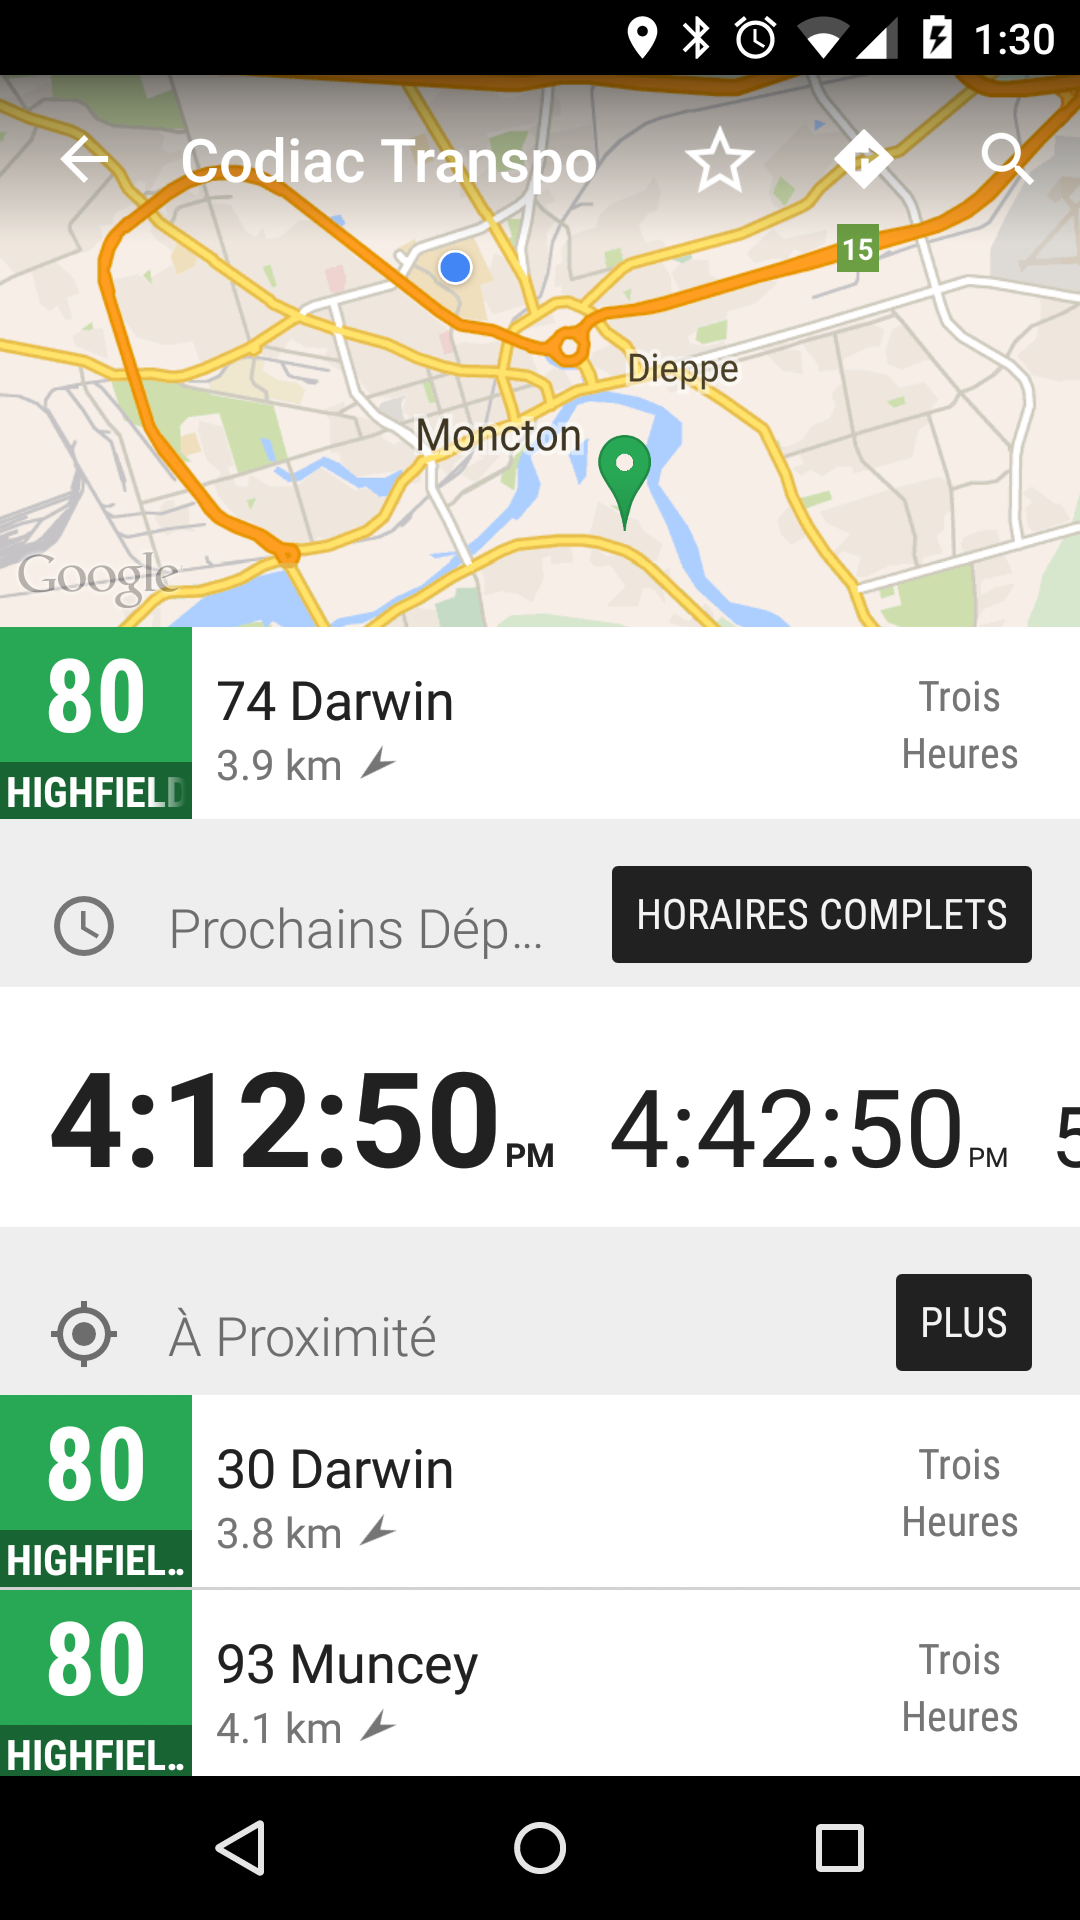 1:30
Codiac Transpo
15
Dieppe
Moncton
Google
80
HIGHFIELD
74 Darwin
3.9 km
Trois
Heures
Prochains Dép...
HORAIRES COMPLETS
4:12:50 PM
4:42:50 PM
5
À Proximité
PLUS
80
HIGHFIEL..
30 Darwin
3.8 km
Trois
Heures
80
HIGHFIEL..
93 Muncey
4.1 km
Trois
Heures